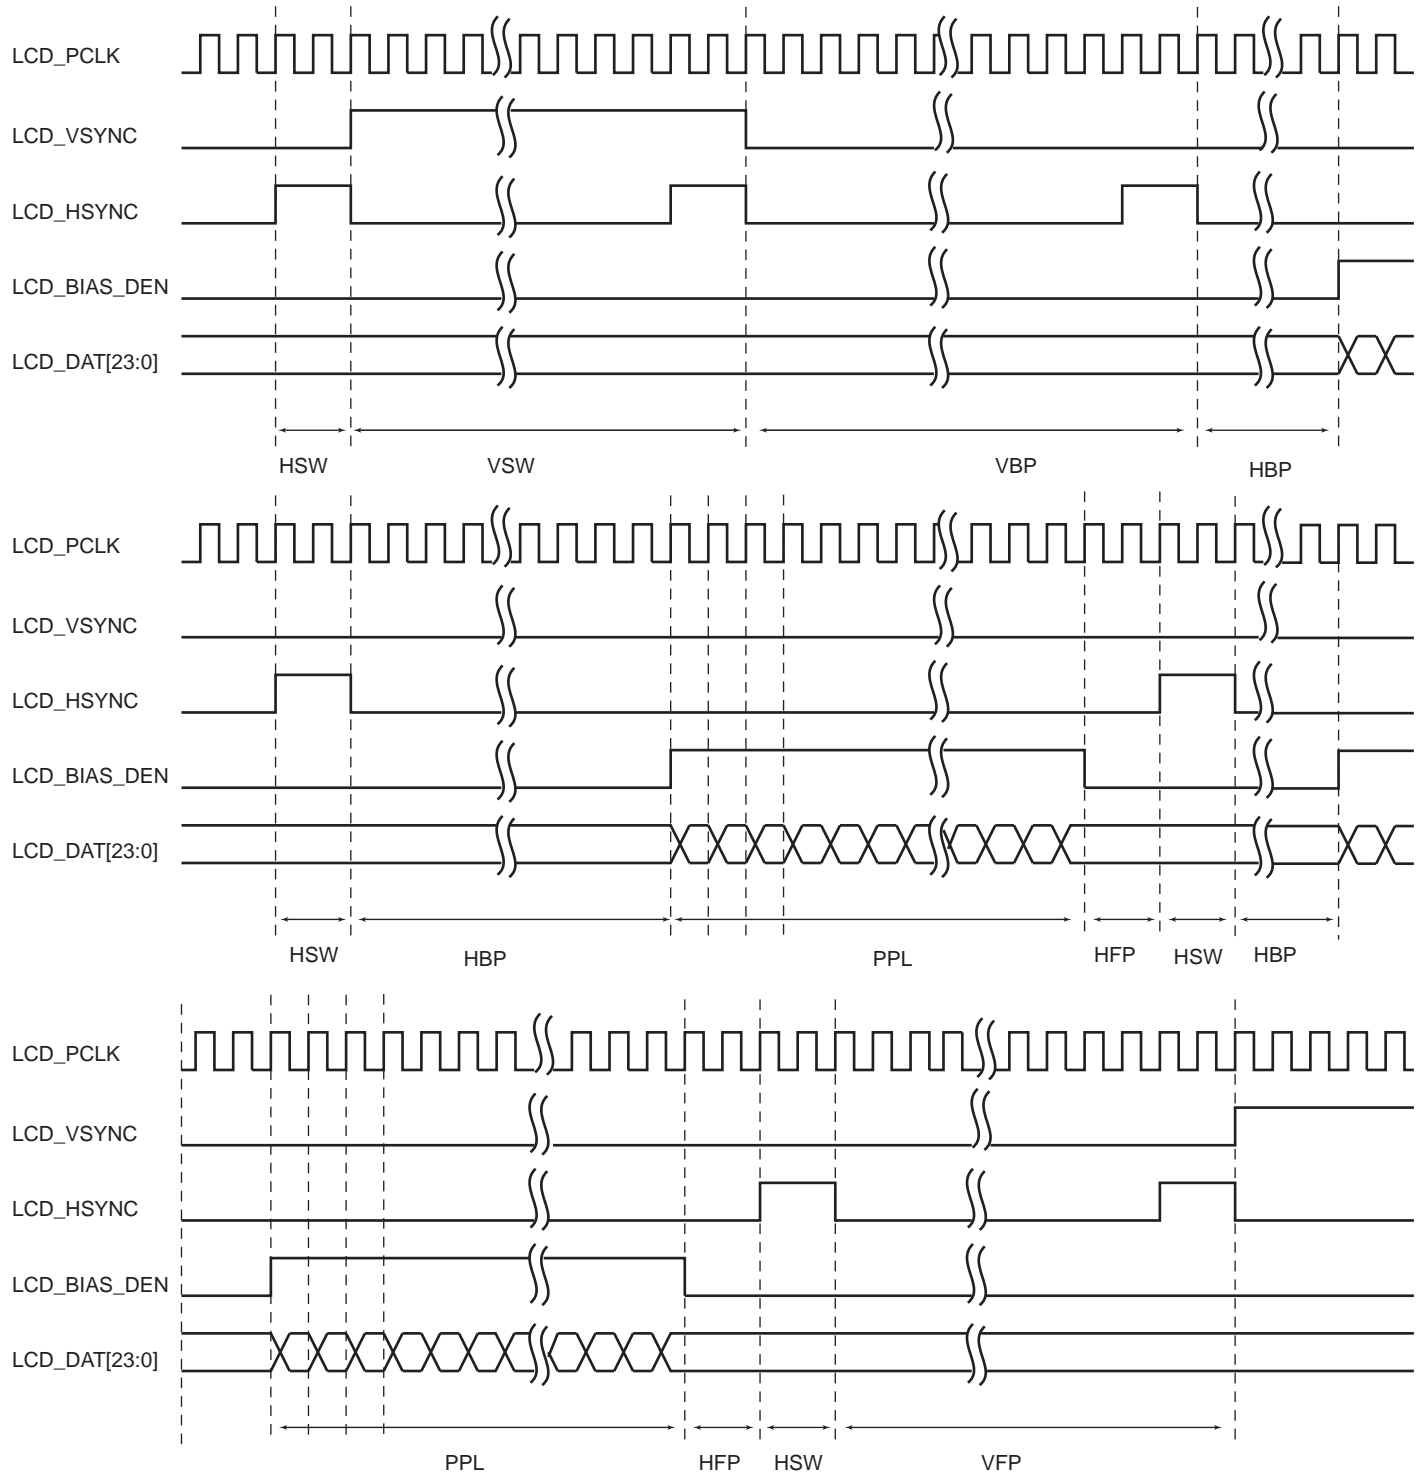 LCD_PCLK
LCD_VSYNC
LCD_HSYNC
LCD_BIAS_DEN
LCD_DAT[23:0]
HSW VSW VBP HBP
LCD_PCLK
LCD_VSYNC
LCD_HSYNC
LCD_BIAS_DEN
LCD_DAT[23:0]
HSW HBP PPL HFP HSW HBP
LCD_PCLK
LCD_VSYNC
LCD_HSYNC
LCD_BIAS_DEN
LCD_DAT[23:0]
PPL HFP HSW VFP